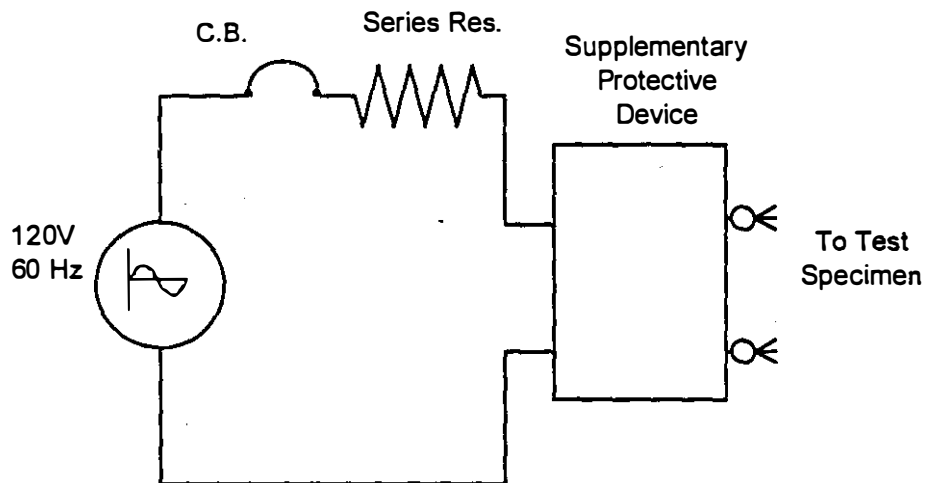 C.B.
Series Res.
Supplementary
Protective
Device
120V
60 Hz
To Test
Specimen